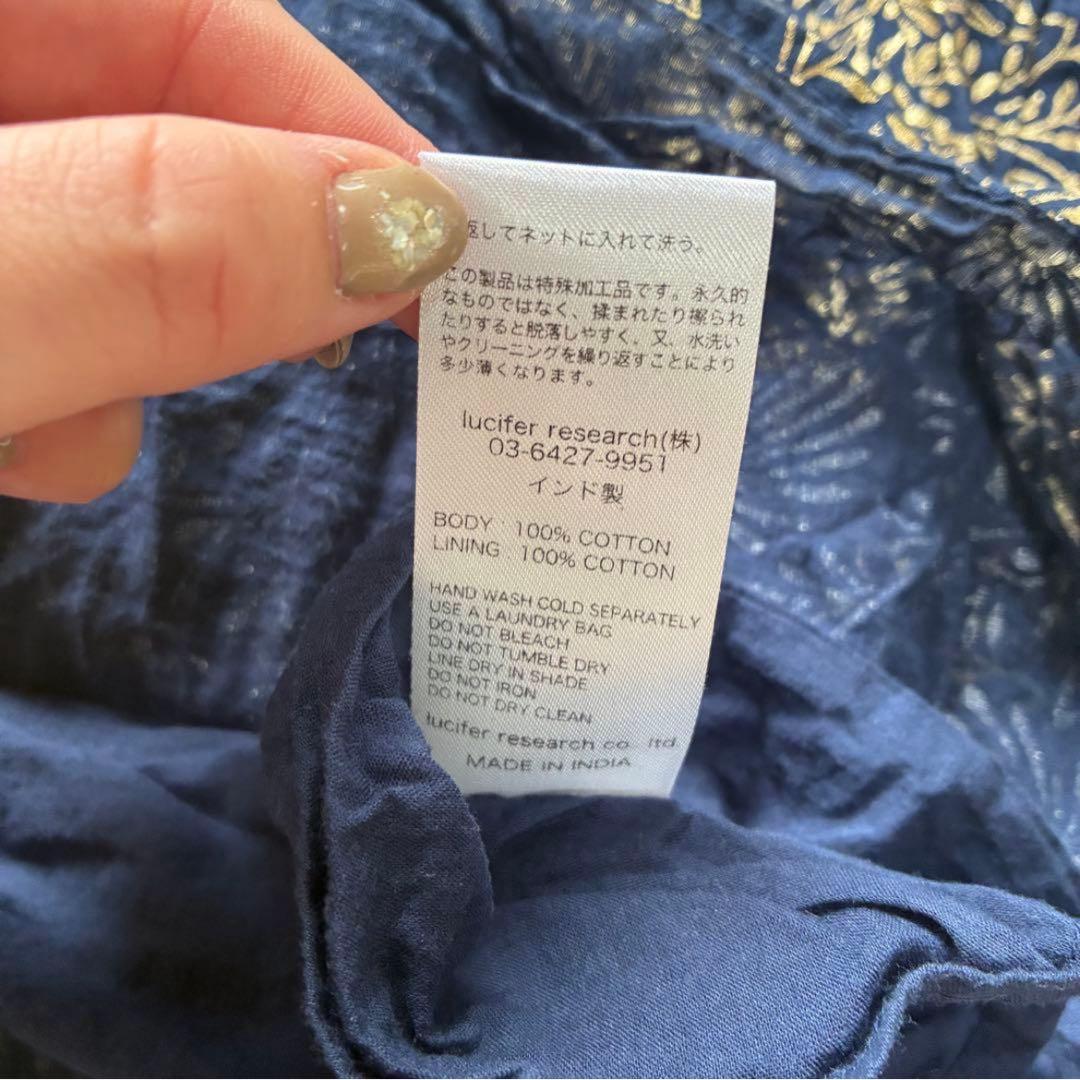 返してネットに入れて洗う。
この製品は特殊加工品です。永久的
なものではなく、揉まれたり擦られ
たりすると脱落しやすく、又、水洗い
やクリーニングを繰り返すことにより
多少薄くなります。
lucifer research(株)
03-6427-9951
インド製
BODY : 100% COTTON
LINING : 100% COTTON
HAND WASH COLD SEPARATELY
USE A LAUNDRY BAG
DO NOT BLEACH
DO NOT TUMBLE DRY
LINE DRY IN SHADE
DO NOT IRON
DO NOT DRY CLEAN
lucifer research co., ltd.
MADE IN INDIA